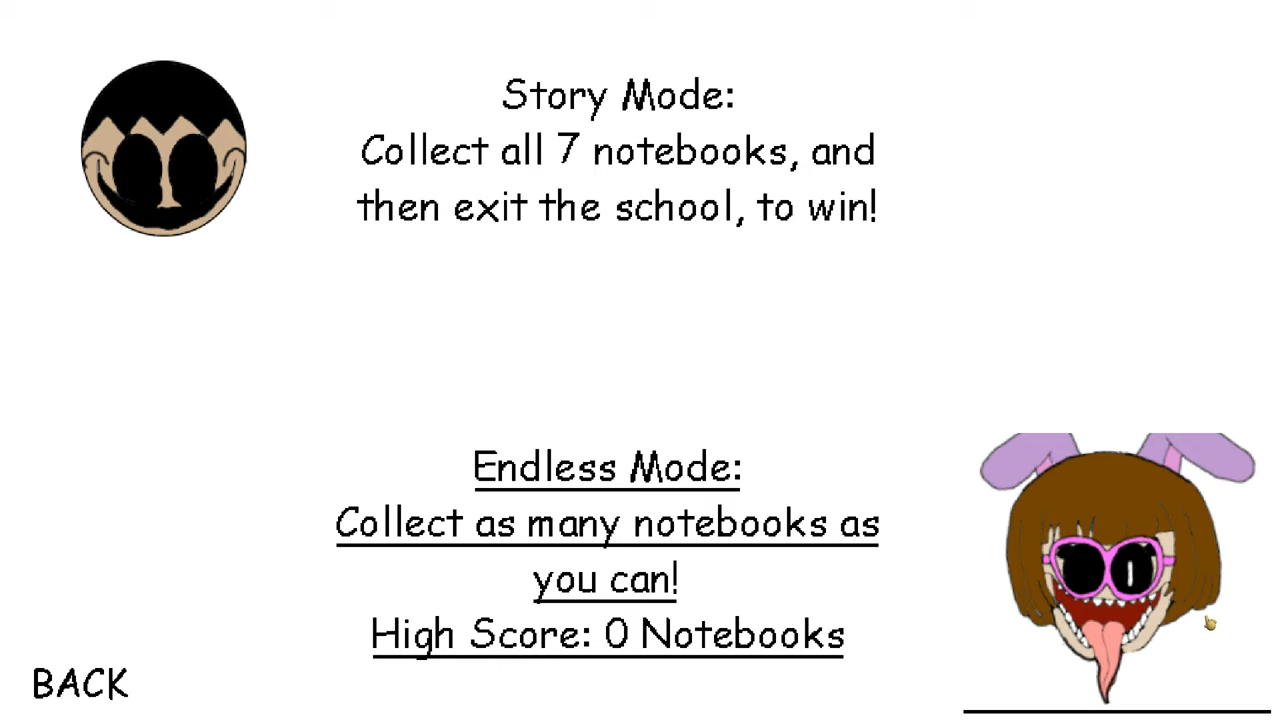 Story Mode:
Collect all 7 notebooks, and
then exit the school, to win!
Endless Mode:
Collect as many notebooks as
you can!
High Score: 0 Notebooks
BACK